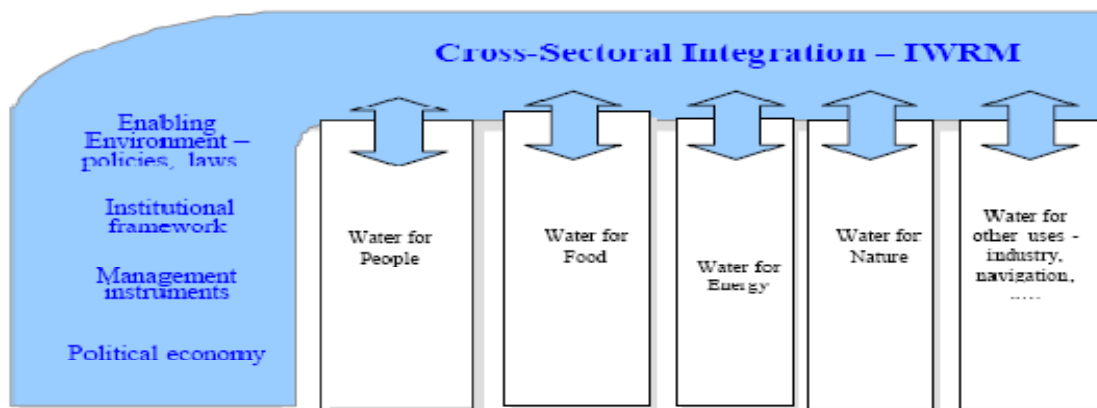 Cross-Sectoral Integration – IWRM
Enabling
Environment –
policies, laws
Institutional
framework
Management
instruments
Political economy
Water for
People
Water for
Food
Water for
Energy
Water for
Nature
Water for
other uses -
industry,
navigation,